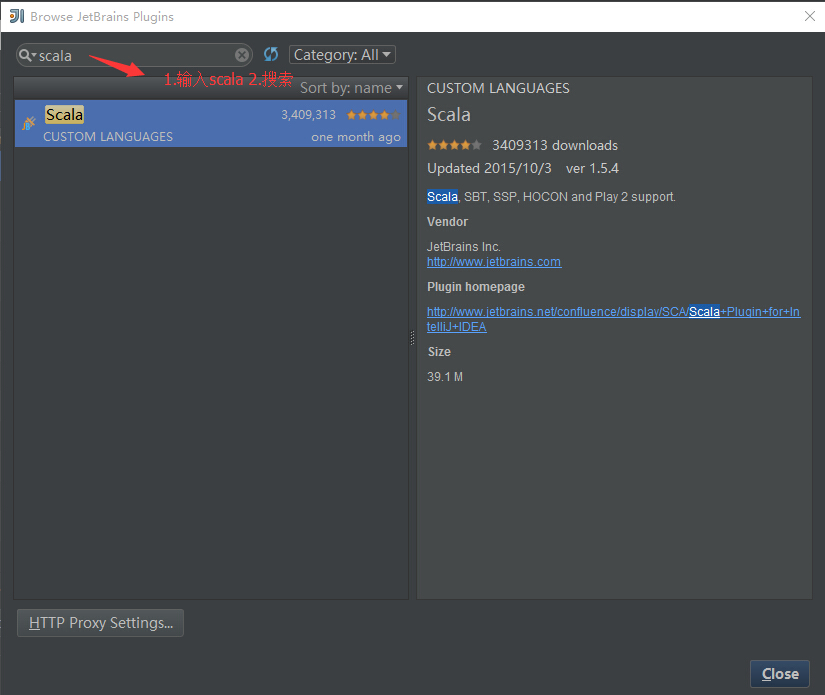 Browse JetBrains Plugins
scala
Category: All
1.输入scala 2.搜索
Sort by: name
Scala
3,409,313
CUSTOM LANGUAGES
one month ago
CUSTOM LANGUAGES
Scala
3409313 downloads
Updated 2015/10/3 ver 1.5.4
Scala, SBT, SSP, HOCON and Play 2 support.
Vendor
JetBrains Inc.
http://www.jetbrains.com
Plugin homepage
http://www.jetbrains.net/confluence/display/SCA/Scala+Plugin+for+In
telliJ+IDEA
Size
39.1 M
HTTP Proxy Settings...
Close